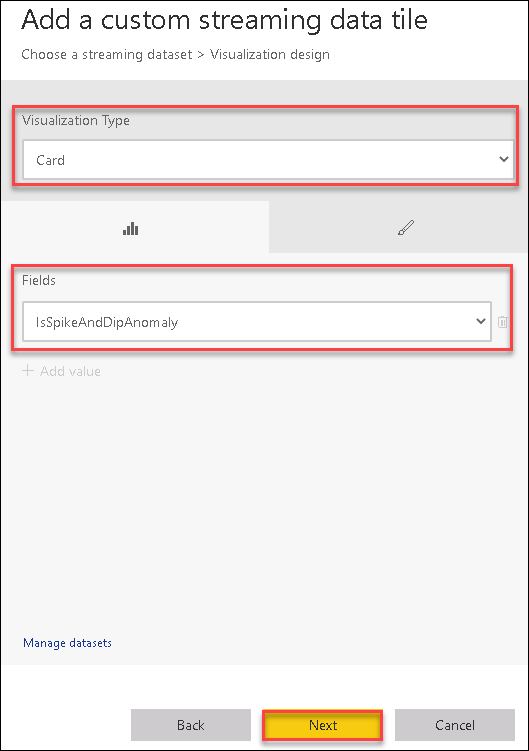 Add a custom streaming data tile
Choose a streaming dataset > Visualization design
Visualization Type
Card
Fields
IsSpikeAndDipAnomaly
+ Add value
Manage datasets
Back
Next
Cancel